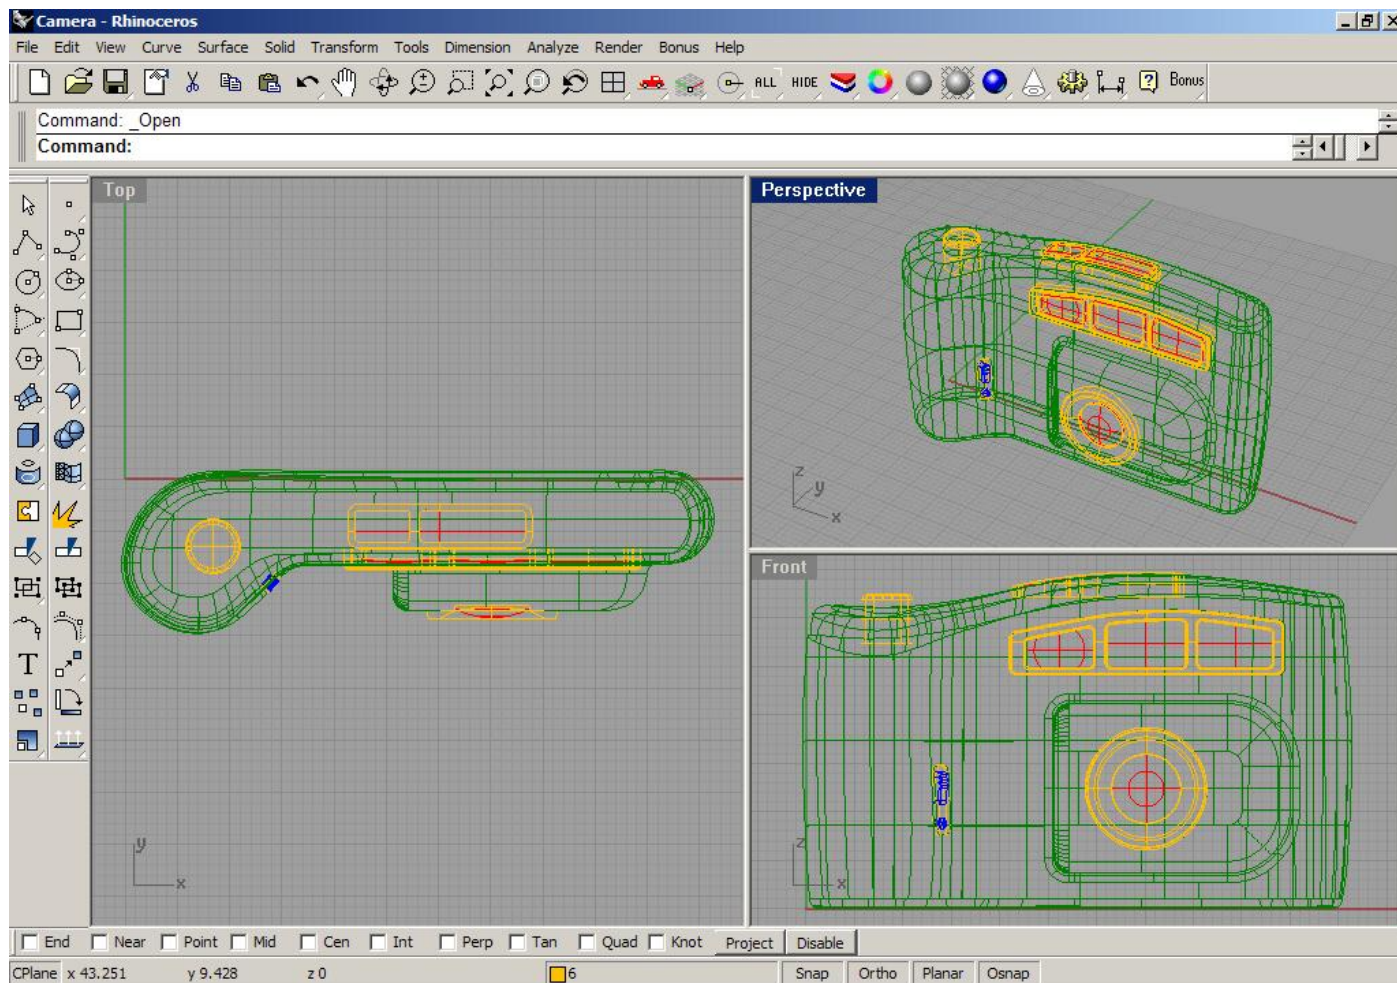 Camera - Rhinoceros
File Edit View Curve Surface Solid Transform Tools Dimension Analyze Render Bonus Help
ALL HIDE Bonus
Command: _Open
Command:
Top
Perspective
z
y
x
T
Front
y
x
z
x
End Near Point Mid Cen Int Perp Tan Quad Knot Project Disable
CPlane x 43.251 y 9.428 z 0 6 Snap Ortho Planar Osnap